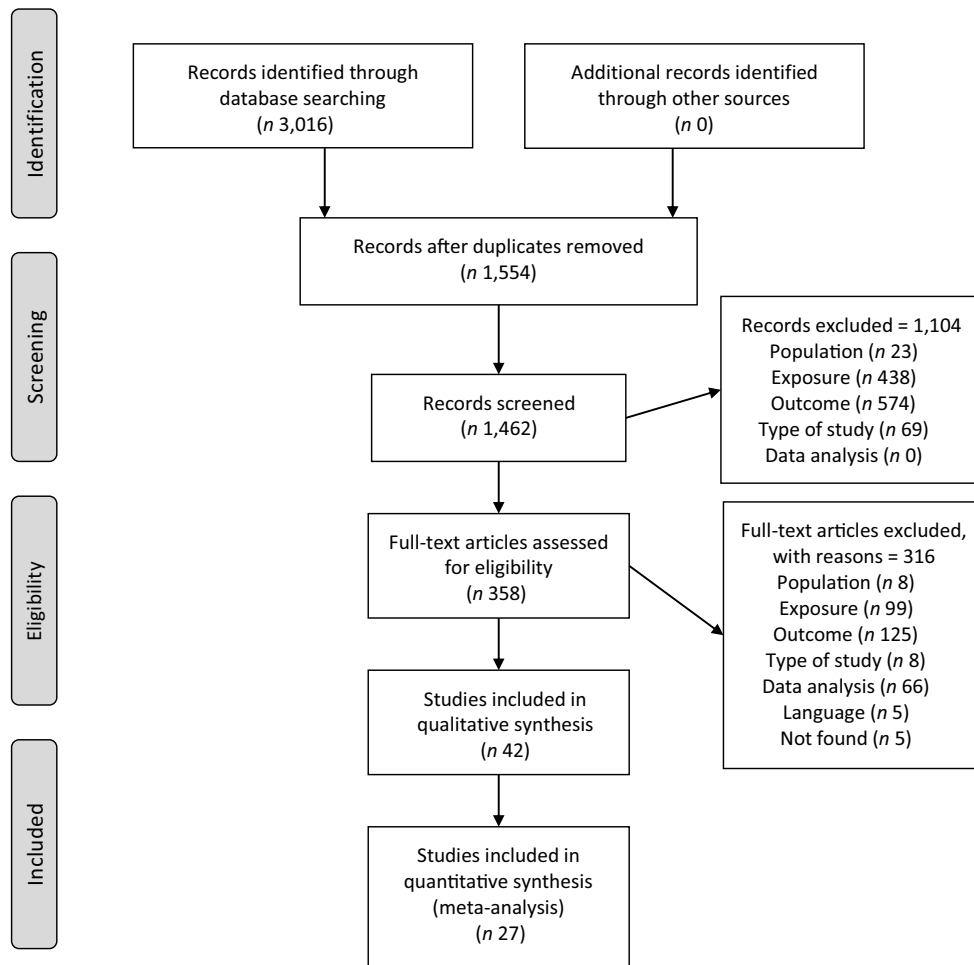 Identification
Records identified through
database searching
(n 3,016)
Additional records identified
through other sources
(n 0)
Records after duplicates removed
(n 1,554)
Screening
Records screened
(n 1,462)
Records excluded = 1,104
Population (n 23)
Exposure (n 438)
Outcome (n 574)
Type of study (n 69)
Data analysis (n 0)
Eligibility
Full-text articles assessed
for eligibility
(n 358)
Full-text articles excluded,
with reasons = 316
Population (n 8)
Exposure (n 99)
Outcome (n 125)
Type of study (n 8)
Data analysis (n 66)
Language (n 5)
Not found (n 5)
Studies included in
qualitative synthesis
(n 42)
Included
Studies included in
quantitative synthesis
(meta-analysis)
(n 27)